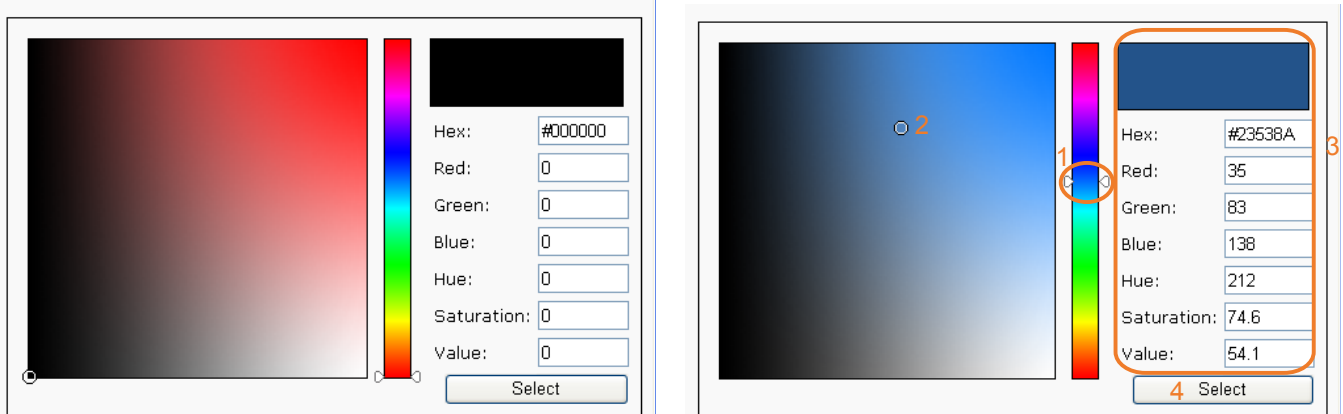 Hex: #000000
Red: 0
Green: 0
Blue: 0
Hue: 0
Saturation: 0
Value: 0
Select
1
2
3
Hex: #23538A
Red: 35
Green: 83
Blue: 138
Hue: 212
Saturation: 74.6
Value: 54.1
4 Select